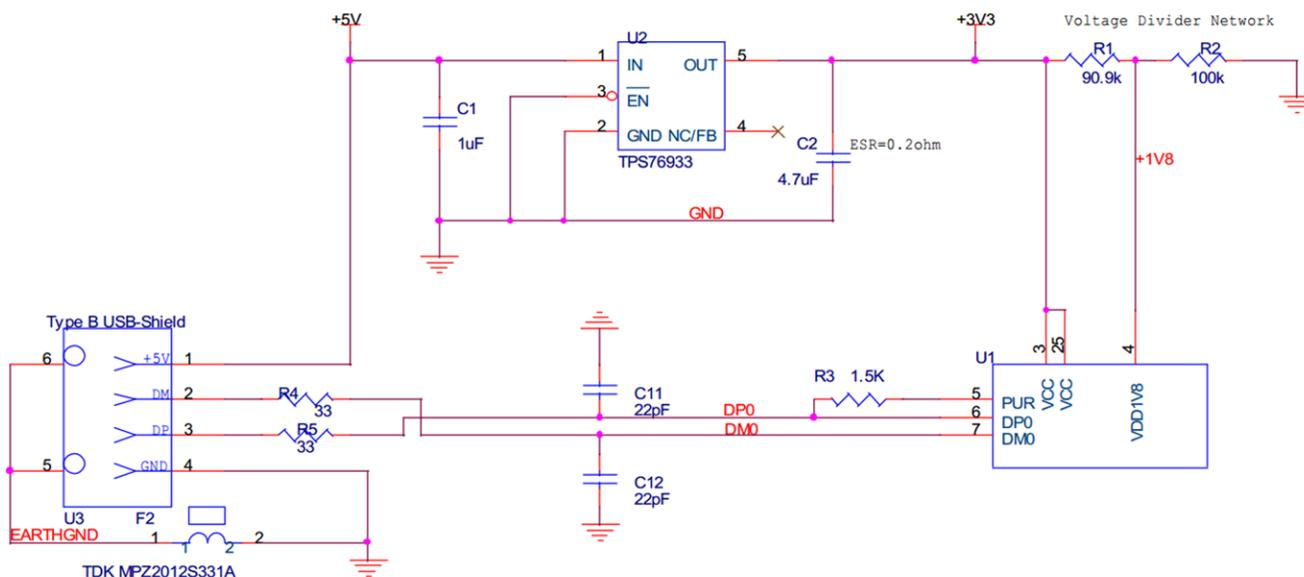 +5V
+3V3
Voltage Divider Network
U2
R1
R2
1
IN
OUT
5
90.9k
100k
3
EN
C1
1uF
2
GND
NC/FB
4
TPS76933
C2
ESR=0.2ohm
4.7uF
+1V8
GND
Type B USB-Shield
6
+5V
1
U1
3
25
4
DM
2
R4
33
C11
22pF
R3
1.5K
5
PUR
VCC
VCC
VDD1V8
DP
3
R5
33
DP0
6
DP0
DM0
7
DM0
5
GND
4
C12
22pF
U3
F2
EARTHGND
1
1
2
2
TDK MPZ2012S331A